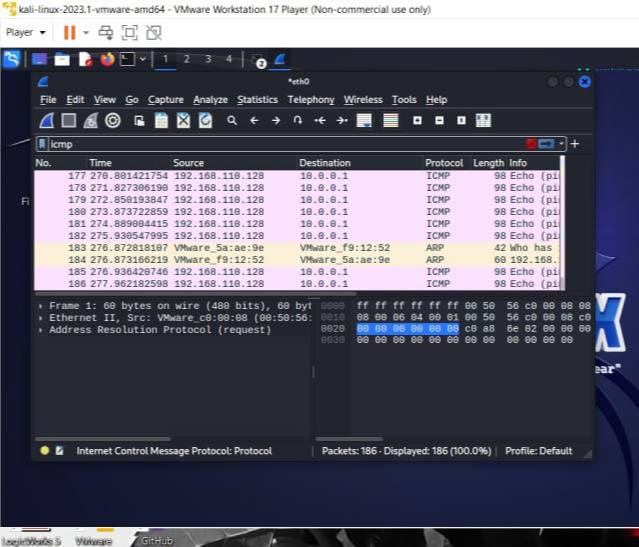 kali-linux-2023.1-vmware-amd64 - VMware Workstation 17 Player (Non-commercial use only)
Player
1 2 3 4 2
*eth0
File Edit View Go Capture Analyze Statistics Telephony Wireless Tools Help
icmp
No. Time Source Destination Protocol Length Info
177 270.801421754 192.168.110.128 10.0.0.1 ICMP 98 Echo (pi
178 271.827306190 192.168.110.128 10.0.0.1 ICMP 98 Echo (pi
179 272.850193847 192.168.110.128 10.0.0.1 ICMP 98 Echo (pi
180 273.873722859 192.168.110.128 10.0.0.1 ICMP 98 Echo (pi
181 274.889004415 192.168.110.128 10.0.0.1 ICMP 98 Echo (pi
182 275.930547995 192.168.110.128 10.0.0.1 ICMP 98 Echo (pi
183 276.872818107 VMware_5a:ae:9e VMware_f9:12:52 ARP 42 Who has
184 276.873166219 VMware_f9:12:52 VMware_5a:ae:9e ARP 60 192.168.
185 276.936420746 192.168.110.128 10.0.0.1 ICMP 98 Echo (pi
186 277.962182598 192.168.110.128 10.0.0.1 ICMP 98 Echo (pi
Fi
Frame 1: 60 bytes on wire (480 bits), 60 byt
Ethernet II, Src: VMware_c0:00:08 (00:50:56:
Address Resolution Protocol (request)
0000 ff ff ff ff ff ff 00 50 56 c0 00 08 08
0010 08 00 06 04 00 01 00 50 56 c0 00 08 c0
0020 00 00 00 00 00 00 c0 a8 6e 02 00 00 00
0030 00 00 00 00 00 00 00 00 00 00 00 00
ear"
Internet Control Message Protocol: Protocol Packets: 186 · Displayed: 186 (100.0%) Profile: Default
LogicWorks 5 VMware GitHub